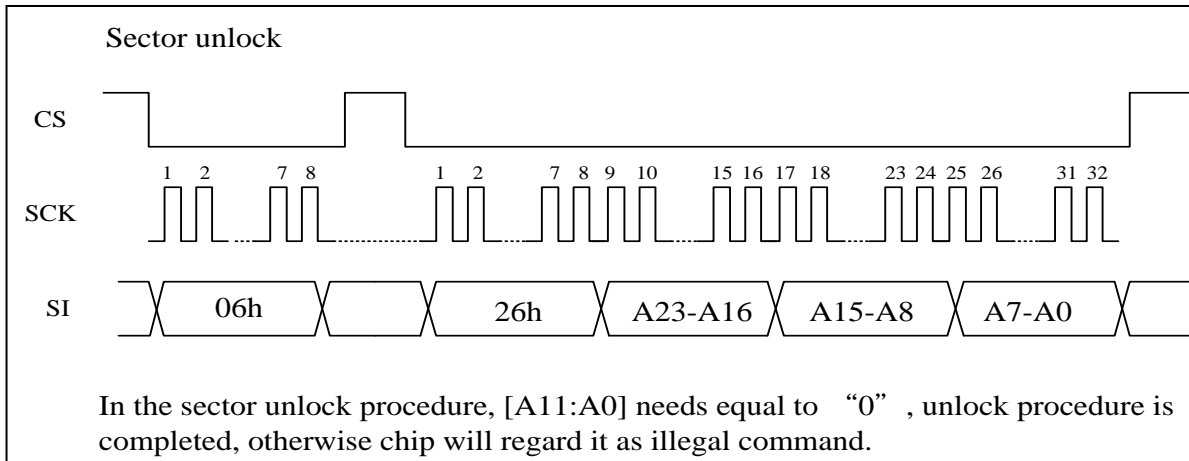 Sector unlock
CS
1 2 7 8 1 2 7 8 9 10 15 16 17 18 23 24 25 26 31 32
SCK
SI 06h 26h A23-A16 A15-A8 A7-A0
In the sector unlock procedure, [A11:A0] needs equal to “0”, unlock procedure is
completed, otherwise chip will regard it as illegal command.